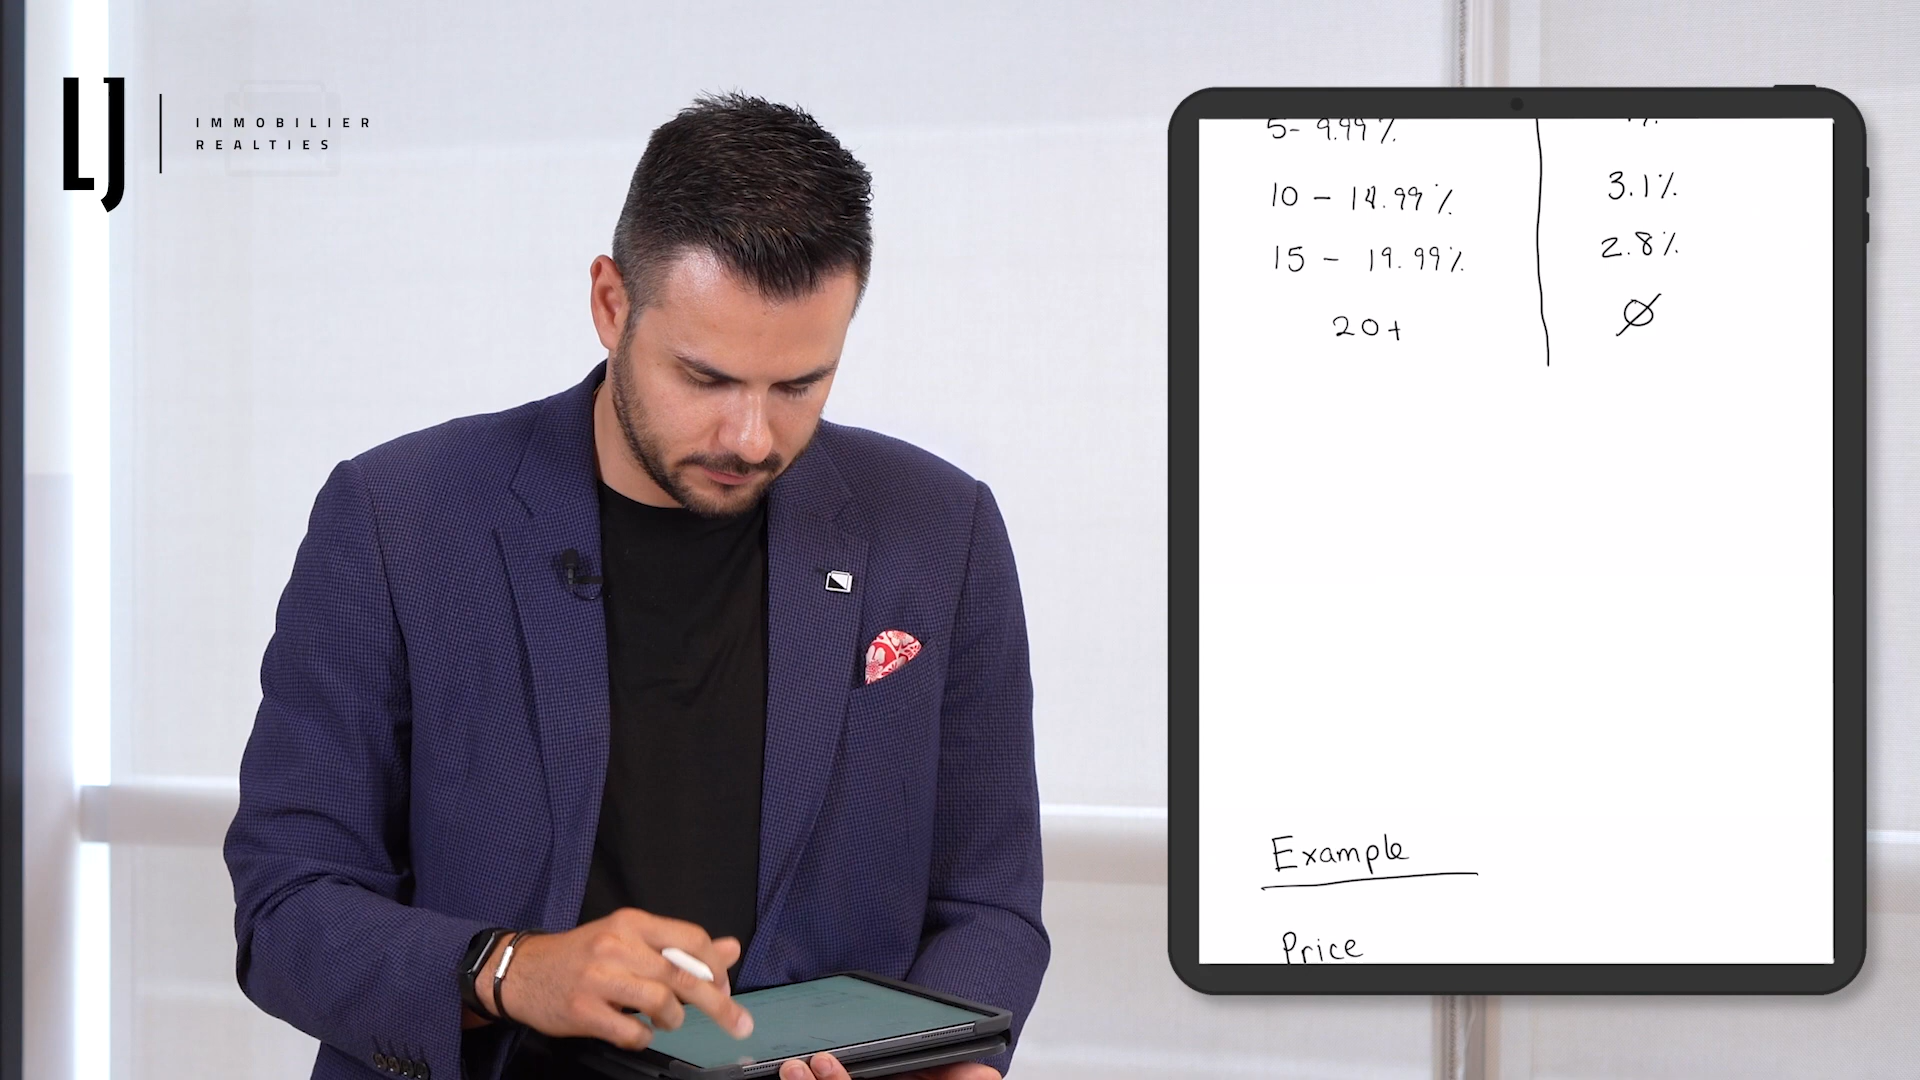 LJ
IMMOBILIER
REALTIES
5- 9.99%
10 - 14.99%
3.1%
15 - 19.99%
2.8%
20+
Ø
Example
Price